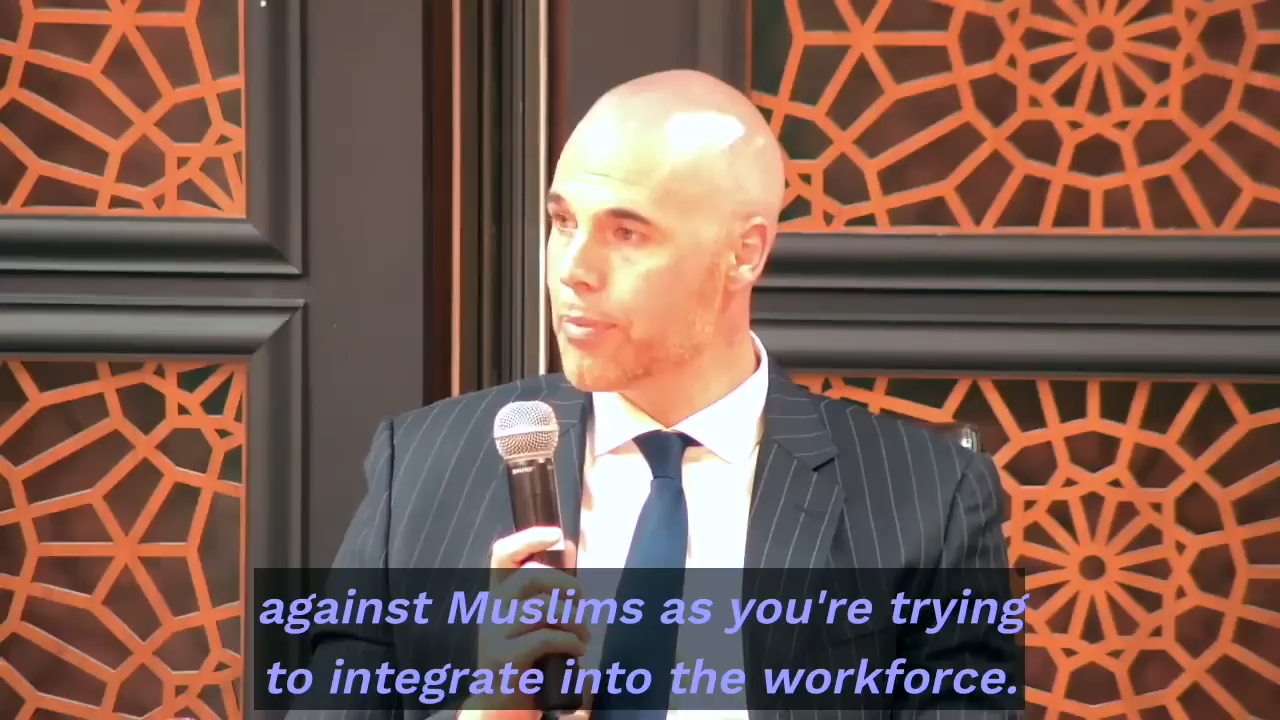 against Muslims as you're trying
to integrate into the workforce.